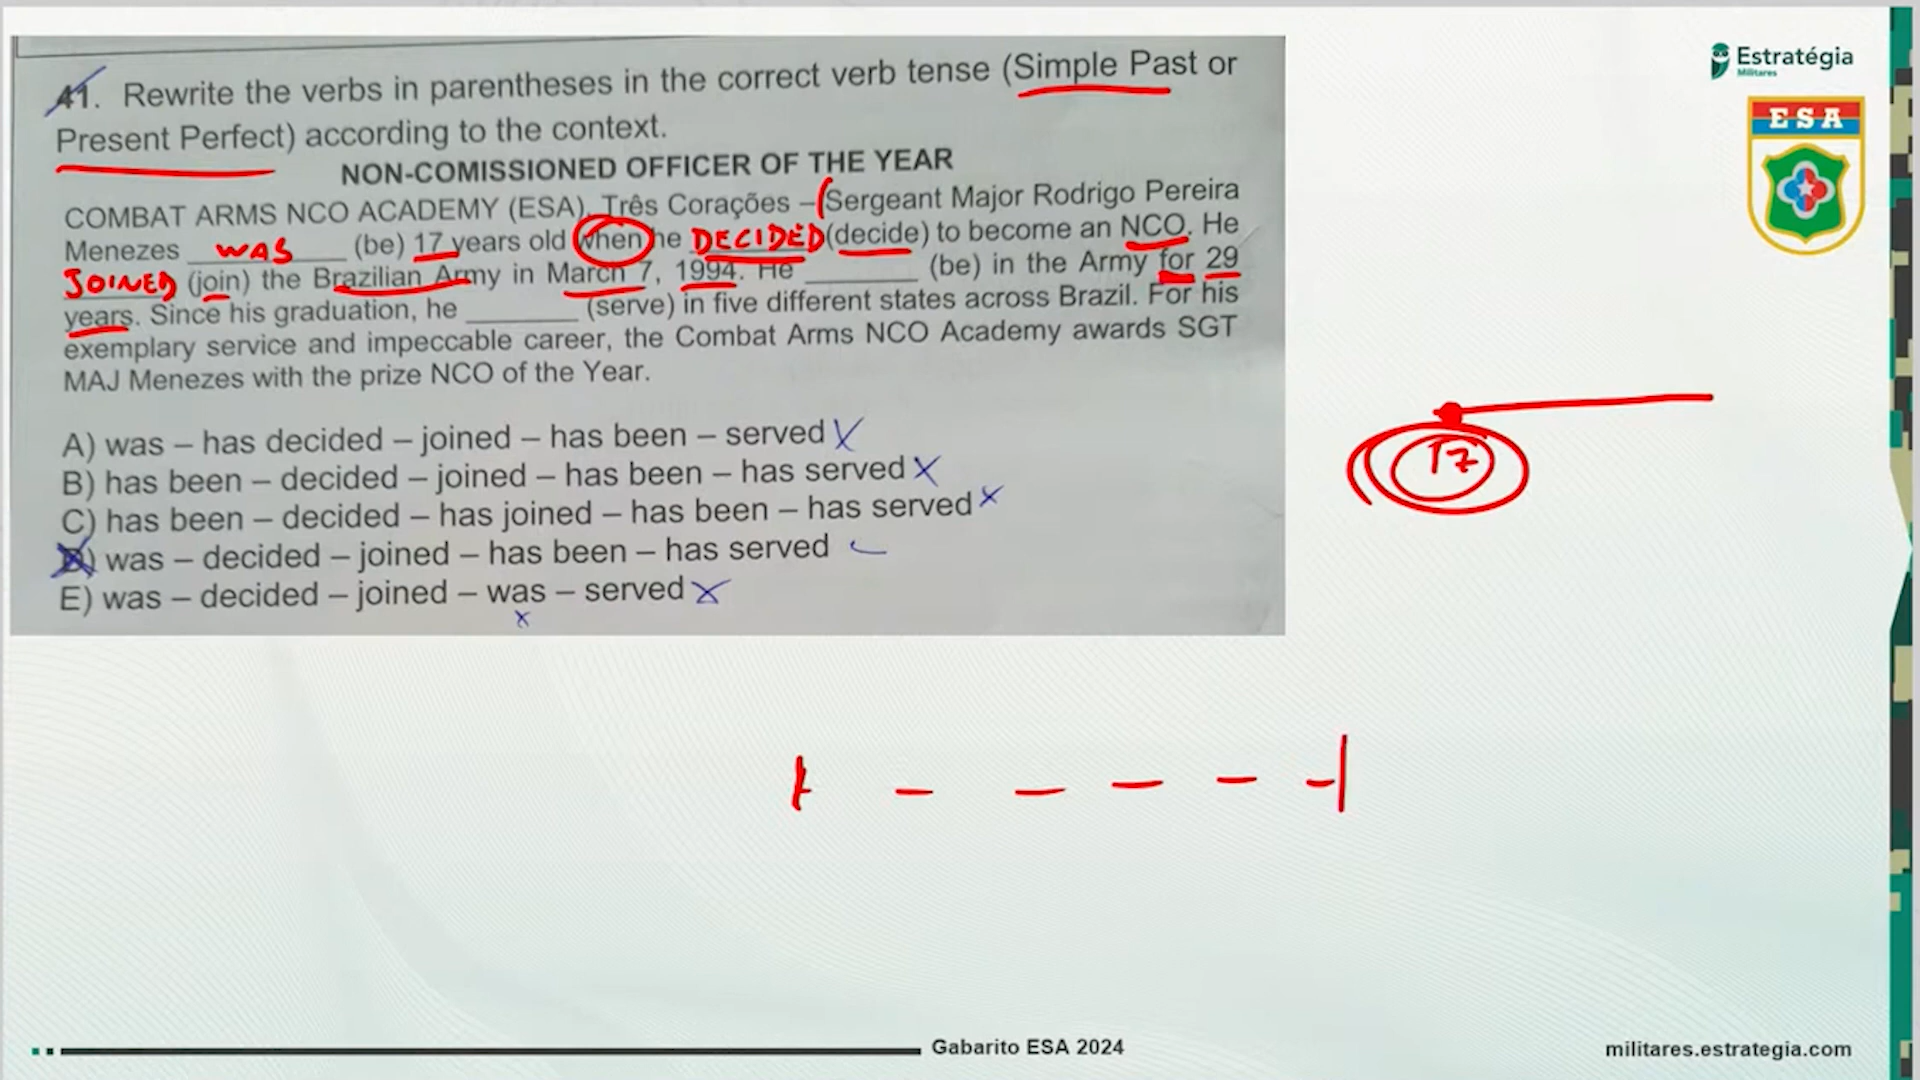 Estratégia
Militares
ESA
41. Rewrite the verbs in parentheses in the correct verb tense (Simple Past or
Present Perfect) according to the context.
NON-COMISSIONED OFFICER OF THE YEAR
COMBAT ARMS NCO ACADEMY (ESA), Três Corações – Sergeant Major Rodrigo Pereira
Menezes WAS (be) 17 years old when he DECIDED (decide) to become an NCO. He
JOINED (join) the Brazilian Army in March 7, 1994. He ________ (be) in the Army for 29
years. Since his graduation, he ________ (serve) in five different states across Brazil. For his
exemplary service and impeccable career, the Combat Arms NCO Academy awards SGT
MAJ Menezes with the prize NCO of the Year.
A) was – has decided – joined – has been – served
B) has been – decided – joined – has been – has served
C) has been – decided – has joined – has been – has served
D) was – decided – joined – has been – has served
E) was – decided – joined – was – served
17
Gabarito ESA 2024
militares.estrategia.com